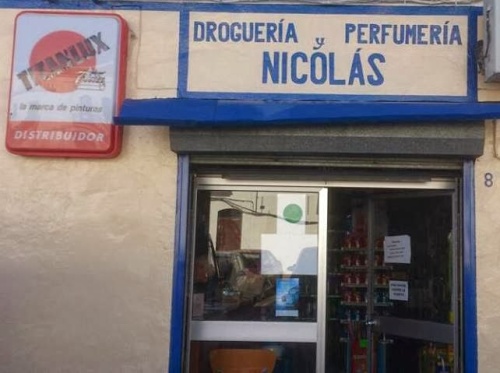 TITANLUX
la marca de pinturas
DISTRIBUIDOR
DROGUERÍA y PERFUMERÍA
NICOLÁS
8